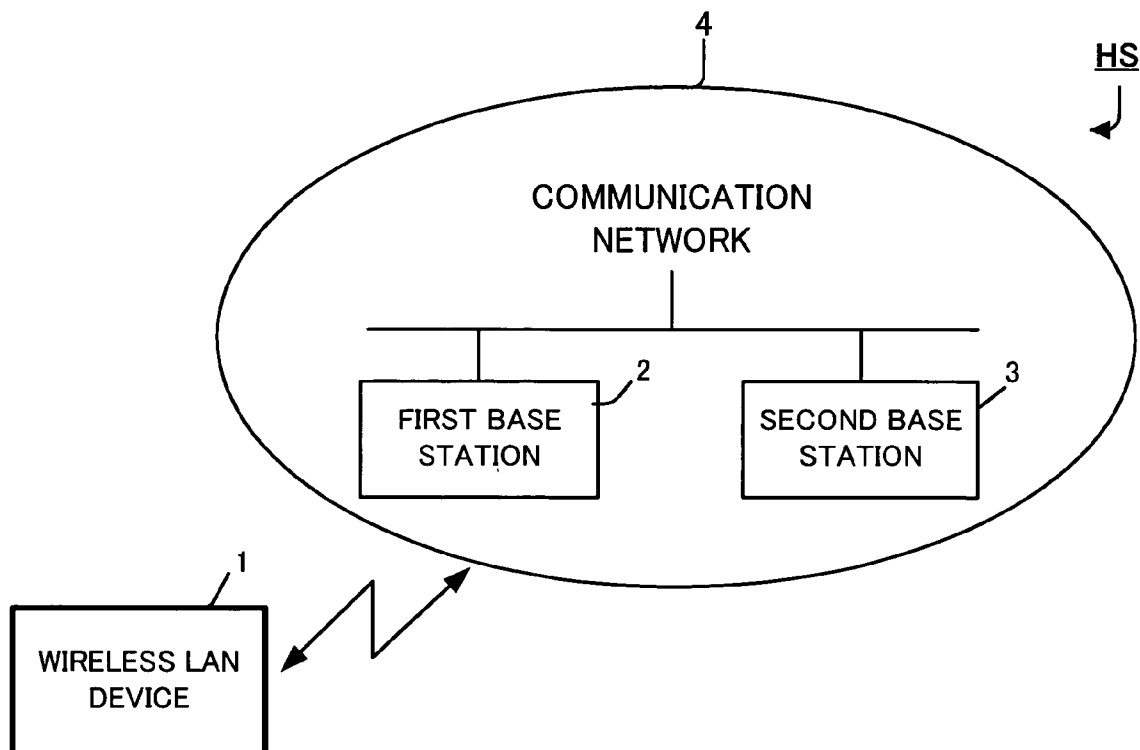 4
HS
COMMUNICATION
NETWORK
2
3
FIRST BASE
STATION
SECOND BASE
STATION
1
WIRELESS LAN
DEVICE